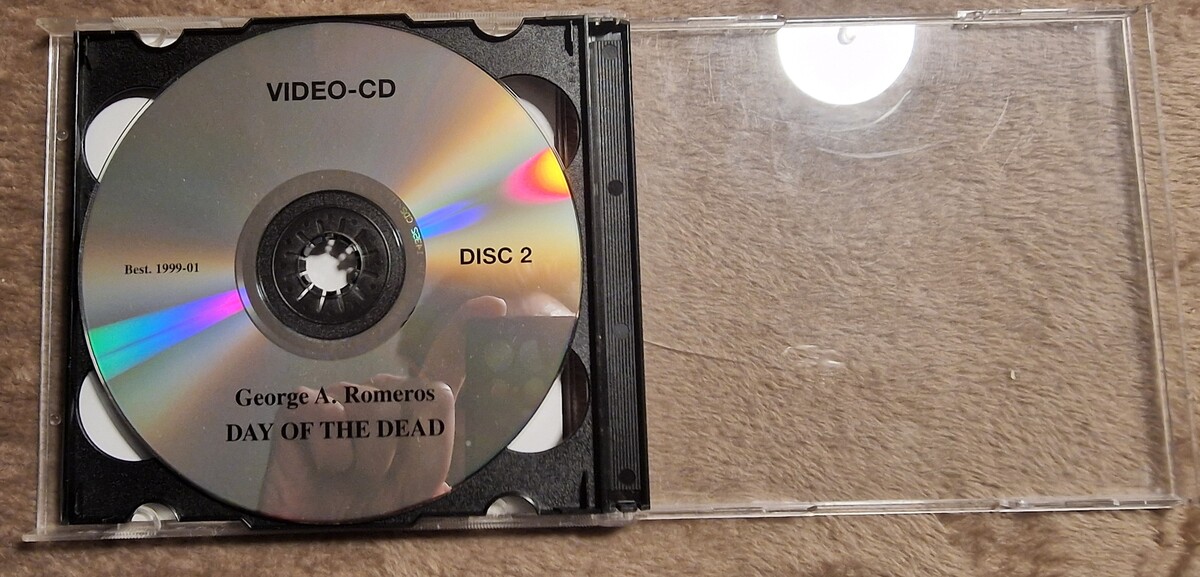 VIDEO-CD
DISC 2
Best. 1999-01
George A. Romeros
DAY OF THE DEAD